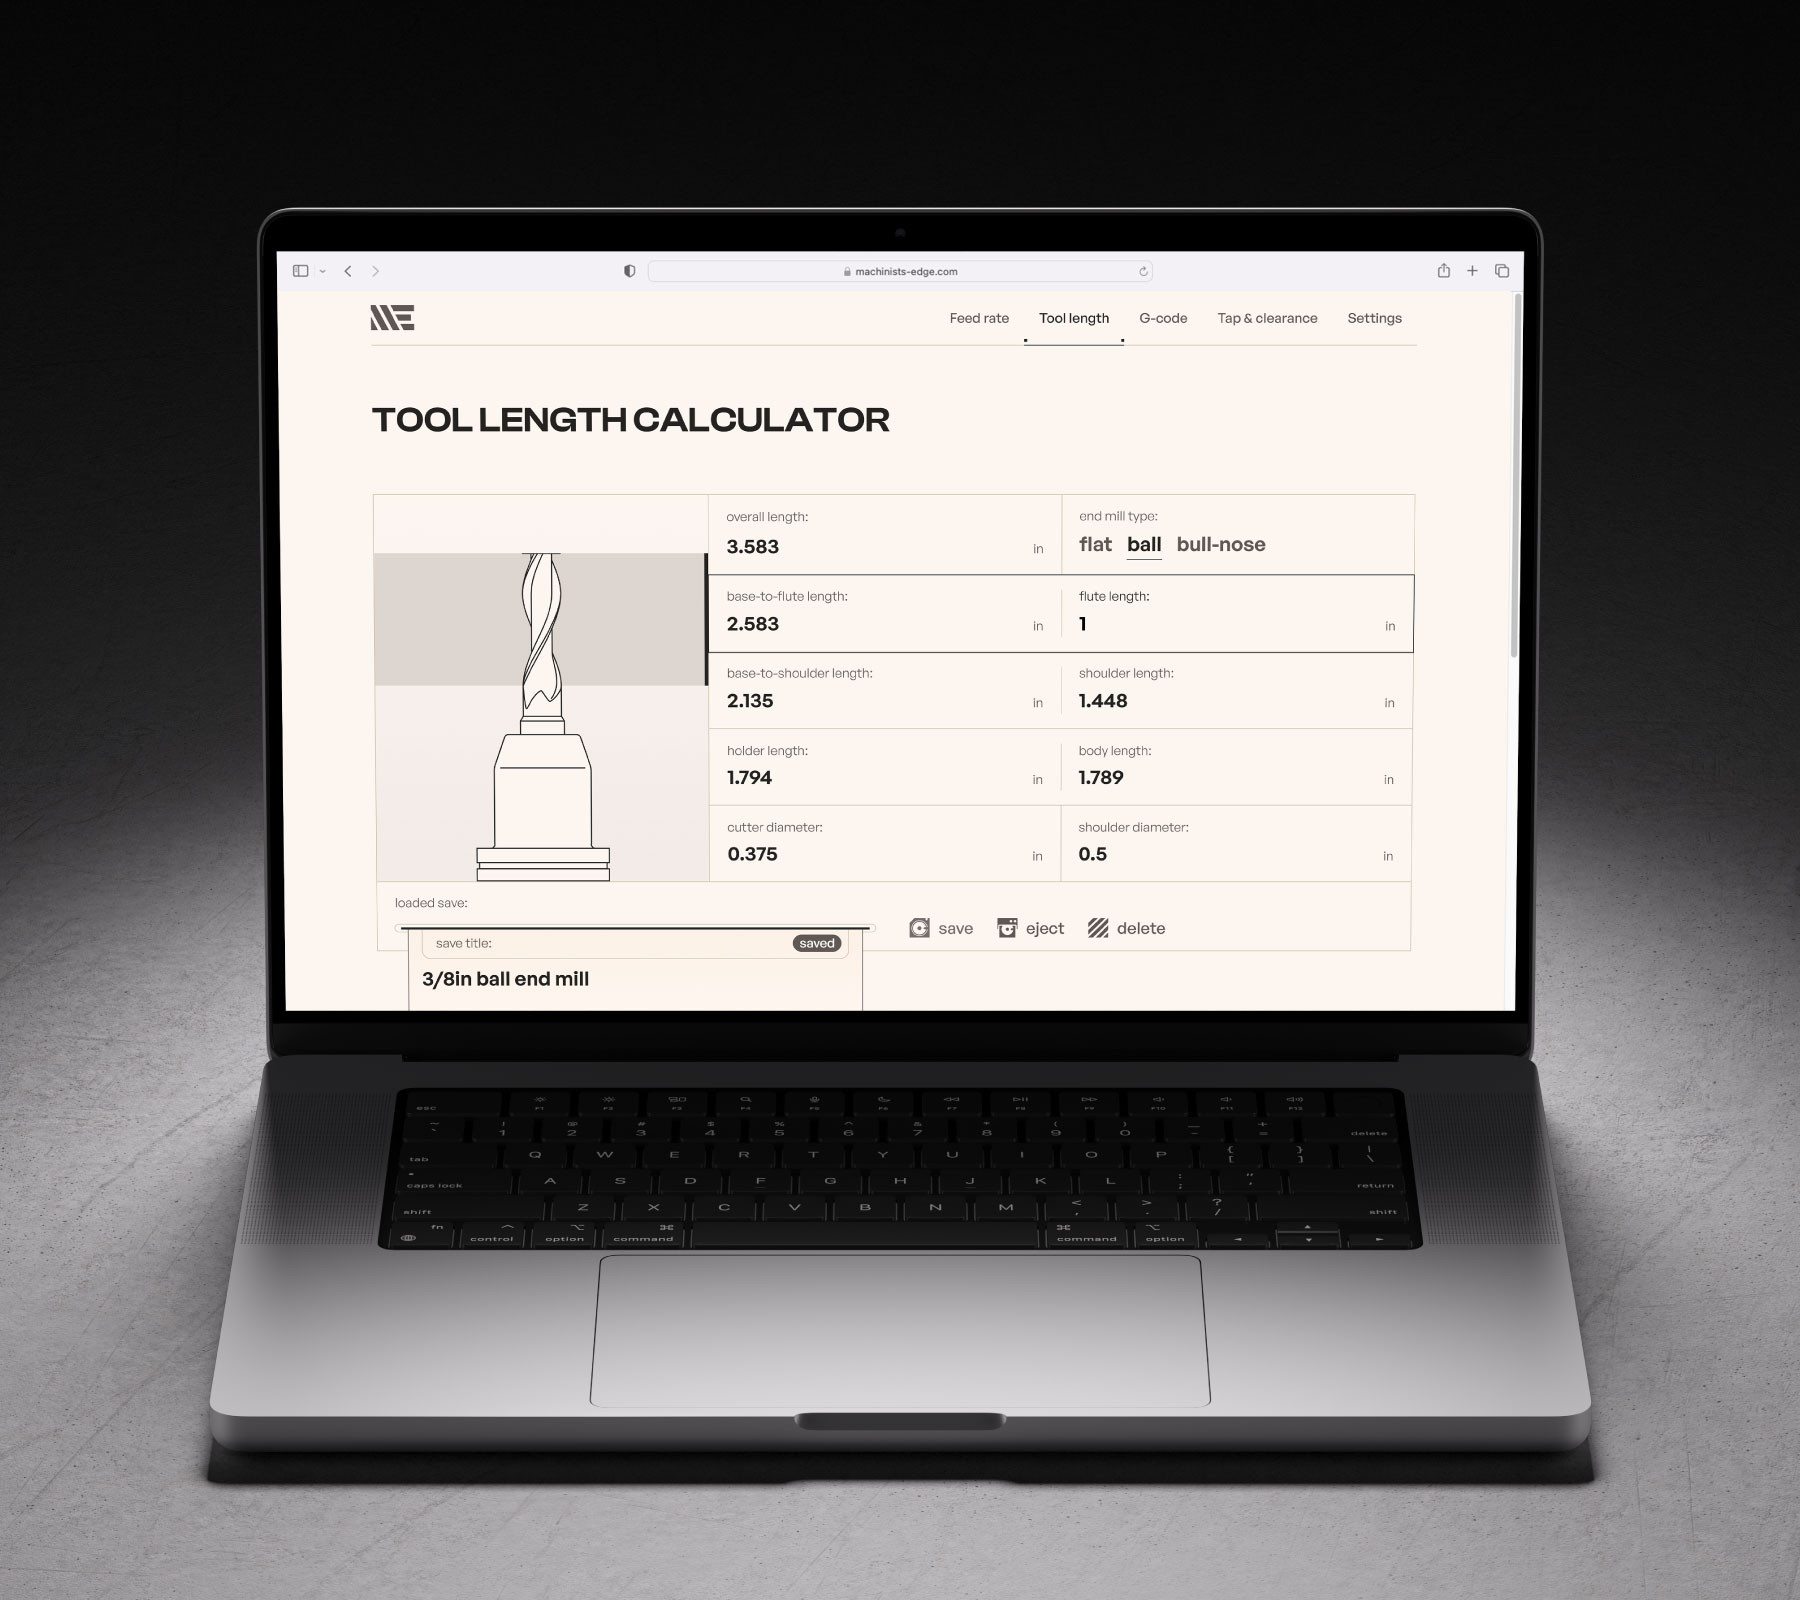 machinists-edge.com
ME
Feed rate Tool length G-code Tap & clearance Settings
TOOL LENGTH CALCULATOR
overall length:
3.583 in
end mill type:
flat ball bull-nose
base-to-flute length:
2.583 in
flute length:
1 in
base-to-shoulder length:
2.135 in
shoulder length:
1.448 in
holder length:
1.794 in
body length:
1.789 in
cutter diameter:
0.375 in
shoulder diameter:
0.5 in
loaded save:
save eject delete
save title: saved
3/8in ball end mill
esc F1 F2 F3 F4 F5 F6 F7 F8 F9 F10 F11 F12
~ ! @ # $ % ^ & * ( ) — +
` 1 2 3 4 5 6 7 8 9 0 - = delete
tab Q W E R T Y U I O P { [ } ] | \
caps lock A S D F G H J K L : ; " ' return
shift Z X C V B N M < , > . ? / shift
fn control option command command option